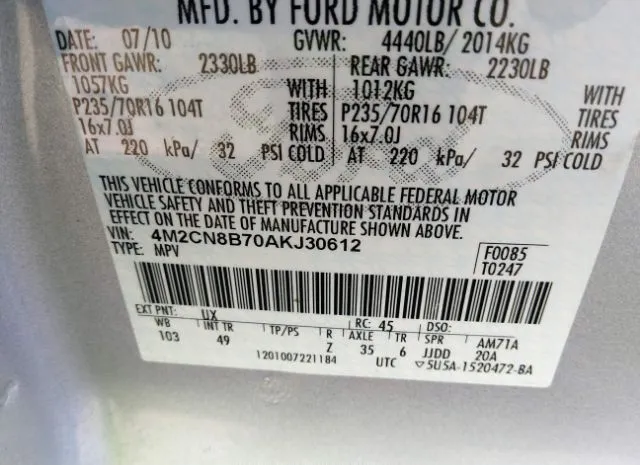 MFD. BY FORD MOTOR CO.
DATE: 07/10 GVWR: 4440LB/ 2014KG
FRONT GAWR: 2330LB REAR GAWR: 2230LB
1057KG WITH 1012KG WITH
P235/70R16 104T TIRES P235/70R16 104T TIRES
16x7.0J RIMS 16x7.0J RIMS
AT 220 kPa/ 32 PSI COLD AT 220 kPa/ 32 PSI COLD
THIS VEHICLE CONFORMS TO ALL APPLICABLE FEDERAL MOTOR
VEHICLE SAFETY AND THEFT PREVENTION STANDARDS IN
EFFECT ON THE DATE OF MANUFACTURE SHOWN ABOVE.
VIN: 4M2CN8B70AKJ30612 F0085
TYPE: MPV T0247
EXT PNT: UX RC: 45 DSO:
WB INT TR TP/PS R AXLE TR SPR AM71A
103 49 Z 35 6 JJDD 20A
1201007221184 UTC ▽5U5A-1520472-BA
Ford